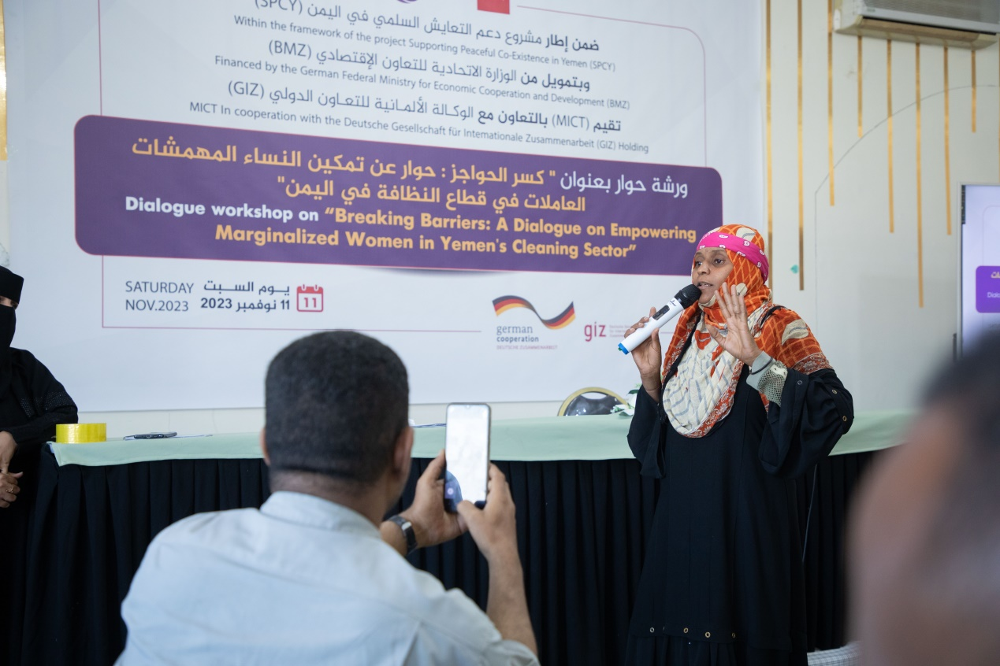 ضمن إطار مشروع دعم التعايش السلمي في اليمن (SPCY)
Within the framework of the project Supporting Peaceful Co-Existence in Yemen (SPCY)
وبتمويل من الوزارة الاتحادية للتعاون الإقتصادي (BMZ)
Financed by the German Federal Ministry for Economic Cooperation and Development (BMZ)
تقيم (MICT) بالتعاون مع الوكالة الألمانية للتعاون الدولي (GIZ)
MICT In cooperation with the Deutsche Gesellschaft für Internationale Zusammenarbeit (GIZ) Holding
ورشة حوار بعنوان " كسر الحواجز : حوار عن تمكين النساء المهمشات
العاملات في قطاع النظافة في اليمن"
Dialogue workshop on “Breaking Barriers: A Dialogue on Empowering
Marginalized Women in Yemen's Cleaning Sector”
SATURDAY يوم السبت
NOV.2023 11 نوفمبر 2023
11
german
cooperation
DEUTSCHE ZUSAMMENARBEIT
giz